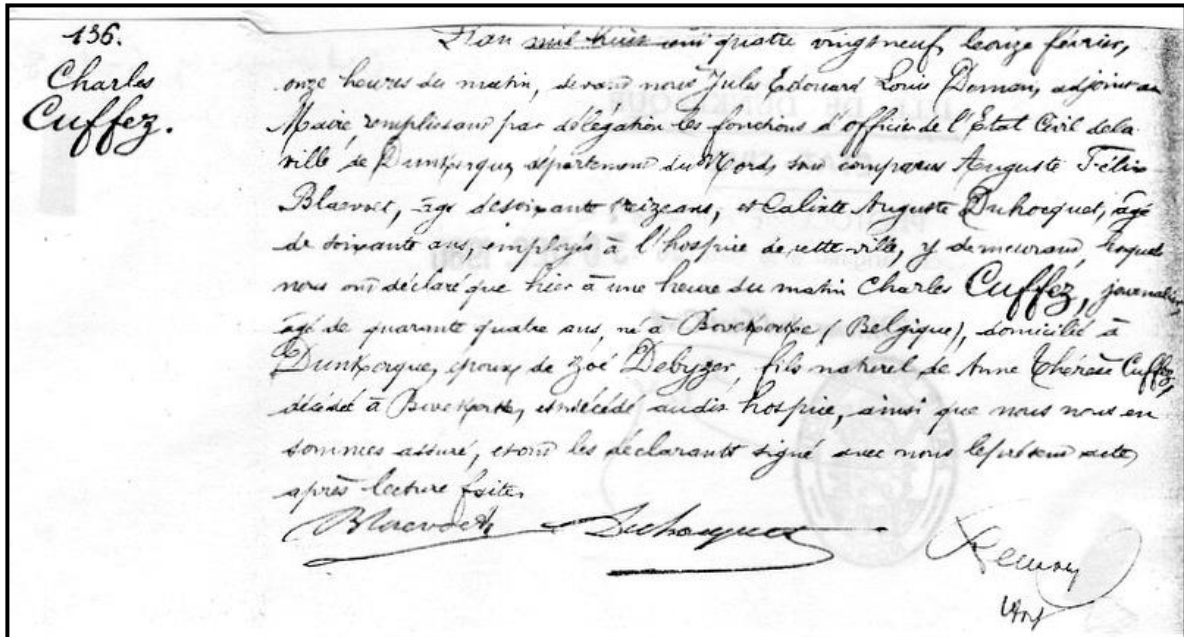 136.
Charles
Cuffez.
L'an mil huit cent quatre vingt neuf, le onze février,
onze heures du matin, devant nous Jules Edouard Louis, adjoint au
Maire remplissant par délégation les fonctions d'officier de l'Etat Civil de la
ville de Dunkerque, département du Nord, sont comparus Auguste Félix
Blaevoet, âgé de soixante treize ans, et Calixte Auguste Duhocquet, âgé
de soixante ans, employés à l'hospice de cette ville, y demeurant, lesquels
nous ont déclaré que hier à une heure du matin Charles Cuffez, journalier,
âgé de quarante quatre ans, né à (Belgique), domicilié à
Dunkerque, époux de Zoé Debyzer, fils naturel de Anne Thérèse Cuffez,
décédée à, est décédé audit hospice, ainsi que nous nous en
sommes assuré, et ont les déclarants signé avec nous le présent acte
après lecture faite.
Blaevoet Duhocquet